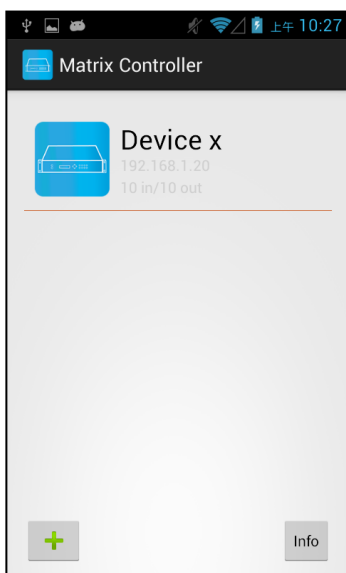 上午 10:27
Matrix Controller
Device x
192.168.1.20
10 in/10 out
Info